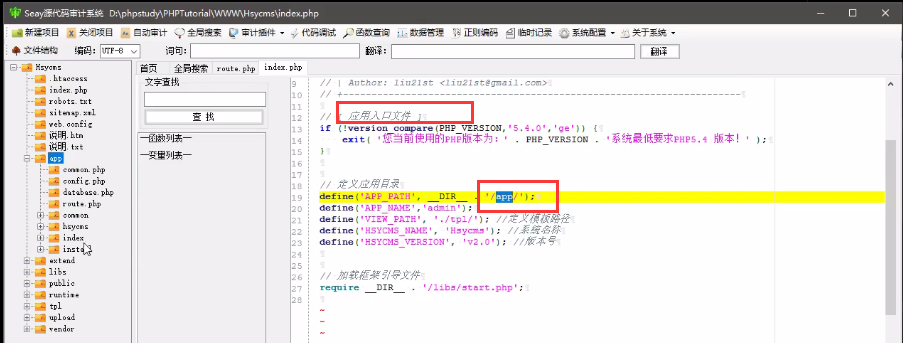 Seay源代码审计系统 D:\phpstudy\PHPTutorial\WWW\Hsycms\index.php
新建项目 关闭项目 自动审计 全局搜索 审计插件 代码调试 函数查询 数据管理 正则编码 临时记录 系统配置 关于系统
文件结构 编码: UTF-8 词句: 翻译: 翻译
Hsycms
.htaccess
index.php
robots.txt
sitemap.xml
web.config
说明.htm
说明.txt
app
common.php
config.php
database.php
route.php
common
hsycms
index
insta
extend
libs
public
runtime
tpl
upload
vendor
首页 全局搜索 route.php index.php
文字查找
查 找
一函数列表一
一变量列表一
9 // | Author: liu21st <liu21st@gmail.com>
10 // +----------------------------------------------------------------------
11
12 // [ 应用入口文件 ]
13 if (!version_compare(PHP_VERSION,'5.4.0','ge')) {
14 exit( '您当前使用的PHP版本为:' . PHP_VERSION . '系统最低要求PHP5.4 版本!' );
15 }
16
17
18 // 定义应用目录
19 define('APP_PATH', __DIR__ . '/app/');
20 define('APP_NAME','admin');
21 define('VIEW_PATH', './tpl/'); //定义模板路径
22 define('HSYCMS_NAME', 'Hsycms'); //系统名称
23 define('HSYCMS_VERSION', 'v2.0'); //版本号
24
25
26 // 加载框架引导文件
27 require __DIR__ . '/libs/start.php';
28
~
~
~